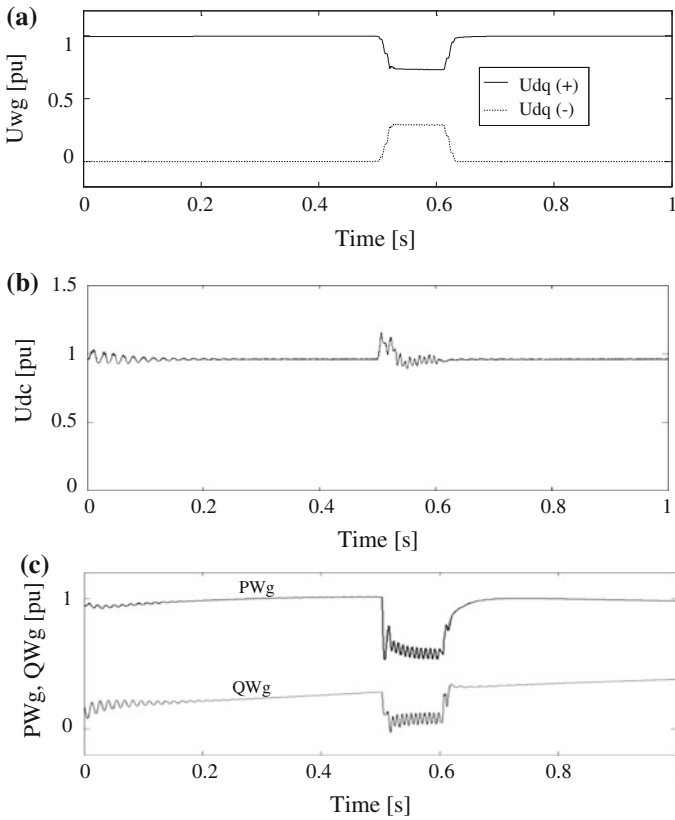 (a)
Uwg [pu]
1
0.5
0
Udq (+)
Udq (-)
0 0.2 0.4 0.6 0.8 1
Time [s]
(b)
Udc [pu]
1.5
1
0.5
0
0 0.2 0.4 0.6 0.8 1
Time [s]
(c)
PWg, QWg [pu]
1
0
PWg
QWg
0 0.2 0.4 0.6 0.8
Time [s]